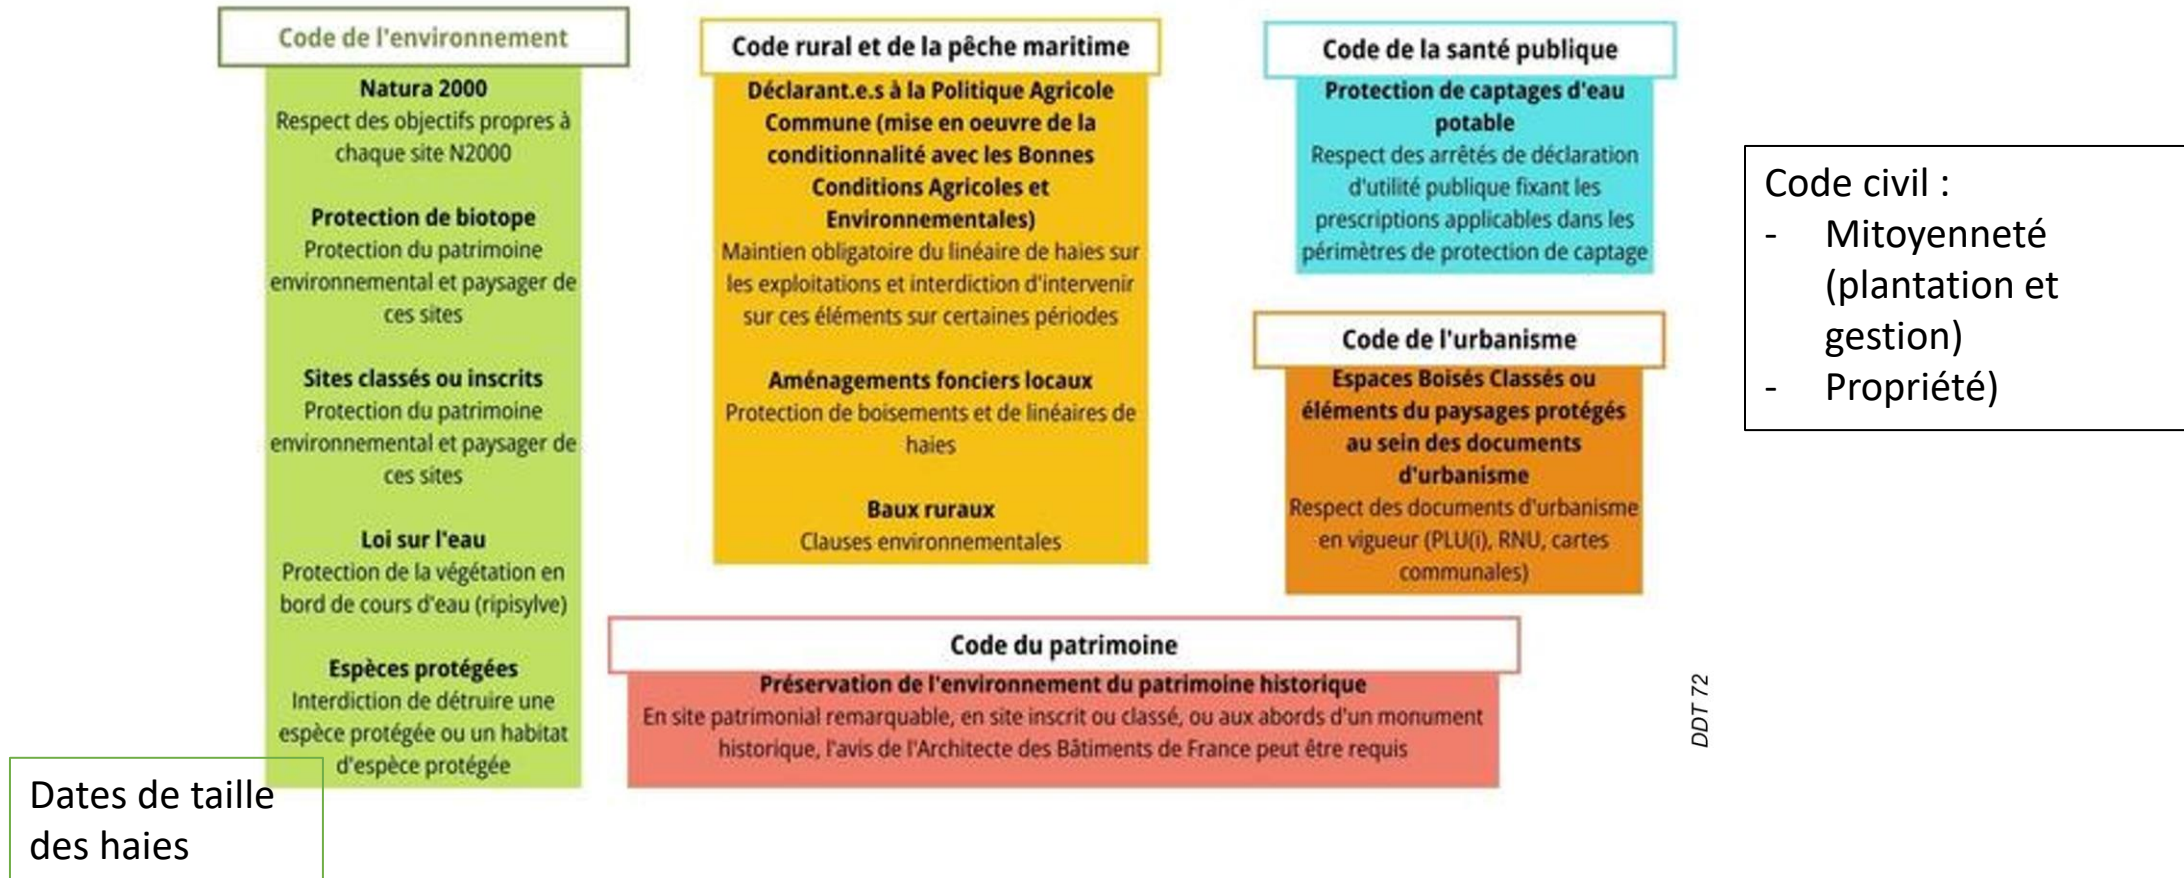 Code de l'environnement
Natura 2000
Respect des objectifs propres à
chaque site N2000
Protection de biotope
Protection du patrimoine
environnemental et paysager de
ces sites
Sites classés ou inscrits
Protection du patrimoine
environnemental et paysager de
ces sites
Loi sur l'eau
Protection de la végétation en
bord de cours d'eau (ripisylve)
Espèces protégées
Interdiction de détruire une
espèce protégée ou un habitat
d'espèce protégée
Dates de taille
des haies
Code rural et de la pêche maritime
Déclarant.e.s à la Politique Agricole
Commune (mise en oeuvre de la
conditionnalité avec les Bonnes
Conditions Agricoles et
Environnementales)
Maintien obligatoire du linéaire de haies sur
les exploitations et interdiction d'intervenir
sur ces éléments sur certaines périodes
Aménagements fonciers locaux
Protection de boisements et de linéaires de
haies
Baux ruraux
Clauses environnementales
Code de la santé publique
Protection de captages d'eau
potable
Respect des arrêtés de déclaration
d'utilité publique fixant les
prescriptions applicables dans les
périmètres de protection de captage
Code de l'urbanisme
Espaces Boisés Classés ou
éléments du paysages protégés
au sein des documents
d'urbanisme
Respect des documents d'urbanisme
en vigueur (PLU(i), RNU, cartes
communales)
Code du patrimoine
Préservation de l'environnement du patrimoine historique
En site patrimonial remarquable, en site inscrit ou classé, ou aux abords d'un monument
historique, l'avis de l'Architecte des Bâtiments de France peut être requis
Code civil :
- Mitoyenneté
(plantation et
gestion)
- Propriété)
DDT 72